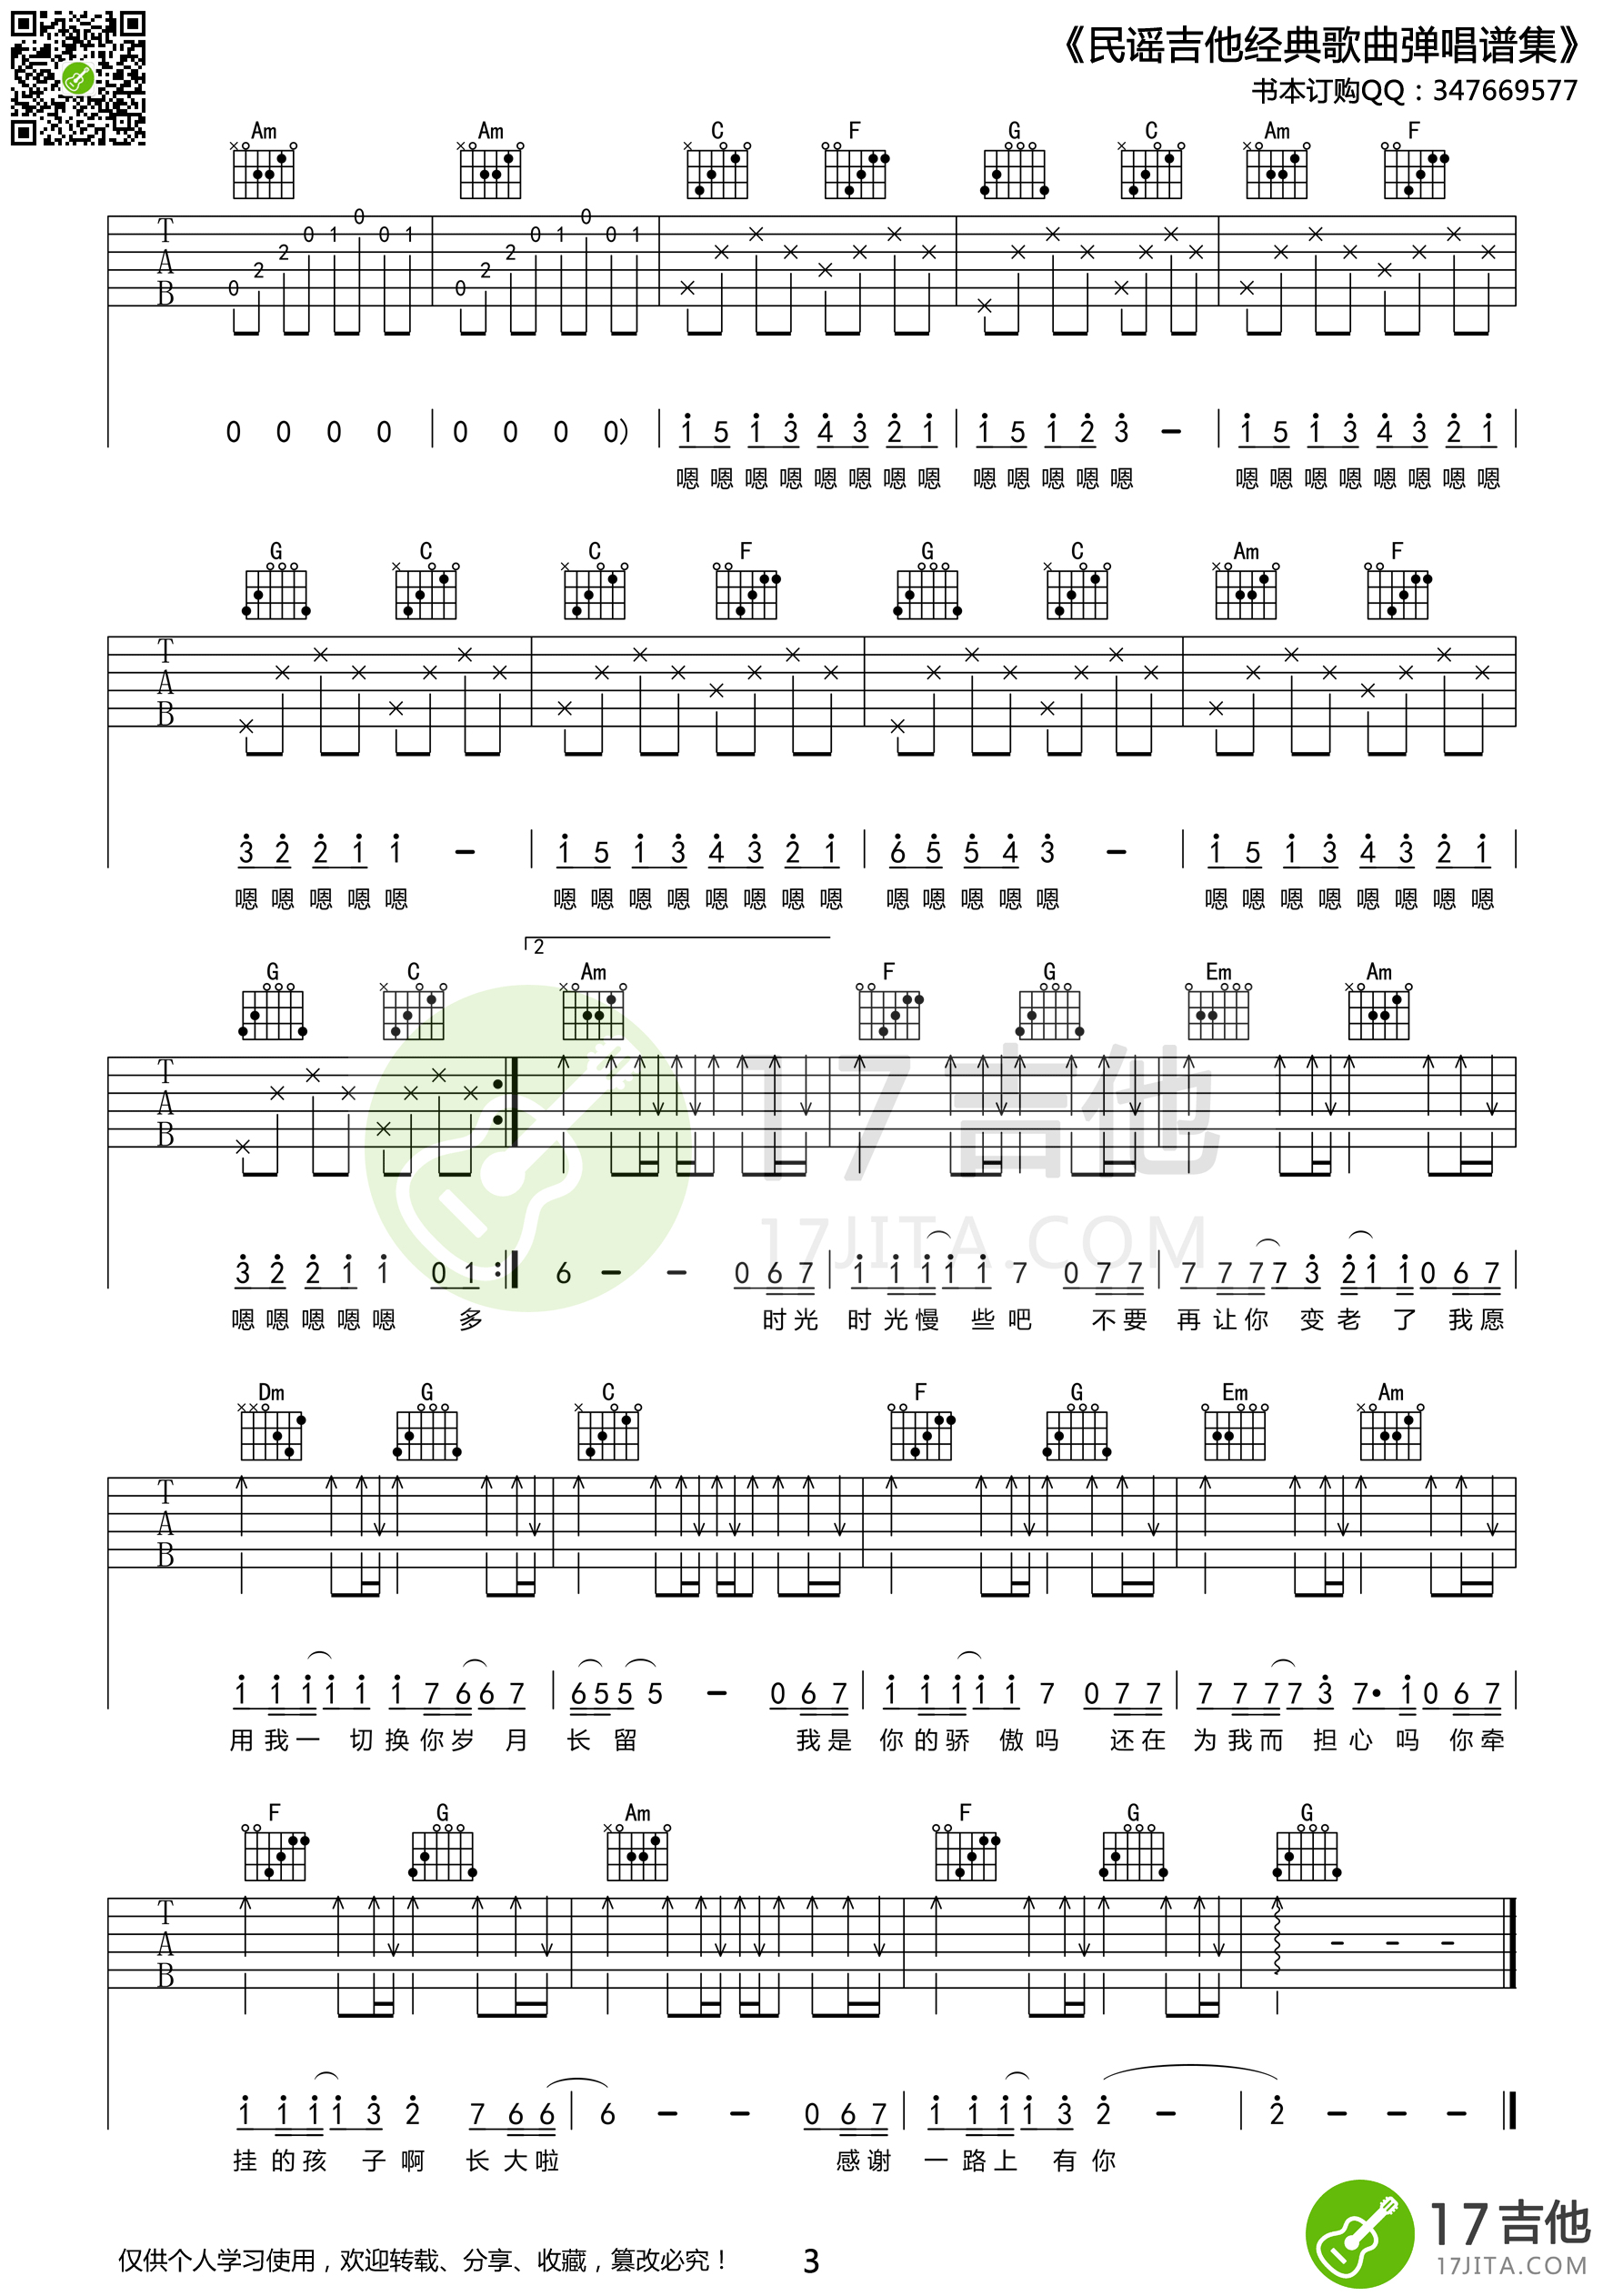 《民谣吉他经典歌曲弹唱谱集》
书本订购QQ：347669577
Am Am C F G C Am F
T
A
B
0 2 2 0 1 0 0 1 0 2 2 0 1 0 0 1
0 0 0 0 0 0 0 0) 1 5 1 3 4 3 2 1 1 5 1 2 3 - 1 5 1 3 4 3 2 1
嗯 嗯 嗯 嗯 嗯 嗯 嗯 嗯 嗯 嗯 嗯 嗯 嗯 嗯 嗯 嗯 嗯 嗯 嗯 嗯 嗯
G C C F G C Am F
T
A
B
3 2 2 1 1 - 1 5 1 3 4 3 2 1 6 5 5 4 3 - 1 5 1 3 4 3 2 1
嗯 嗯 嗯 嗯 嗯 嗯 嗯 嗯 嗯 嗯 嗯 嗯 嗯 嗯 嗯 嗯 嗯 嗯 嗯 嗯 嗯 嗯 嗯 嗯 嗯 嗯
2
G C Am F G Em Am
T
A
B
17吉他
17JITA.COM
3 2 2 1 1 0 1 6 - - 0 6 7 1 1 1 1 1 7 0 7 7 7 7 7 7 3 2 1 1 0 6 7
嗯 嗯 嗯 嗯 嗯 多 时 光 时 光 慢 些 吧 不 要 再 让 你 变 老 了 我 愿
Dm G C F G Em Am
T
A
B
1 1 1 1 1 1 7 6 6 7 6 5 5 5 - 0 6 7 1 1 1 1 1 7 0 7 7 7 7 7 7 3 7· 1 0 6 7
用 我 一 切 换 你 岁 月 长 留 我 是 你 的 骄 傲 吗 还 在 为 我 而 担 心 吗 你 牵
F G Am F G G
T
A
B
1 1 1 1 3 2 7 6 6 6 - - 0 6 7 1 1 1 1 3 2 - 2 - - -
挂 的 孩 子 啊 长 大 啦 感 谢 一 路 上 有 你
仅供个人学习使用，欢迎转载、分享、收藏，篡改必究！
3
17吉他
17JITA.COM